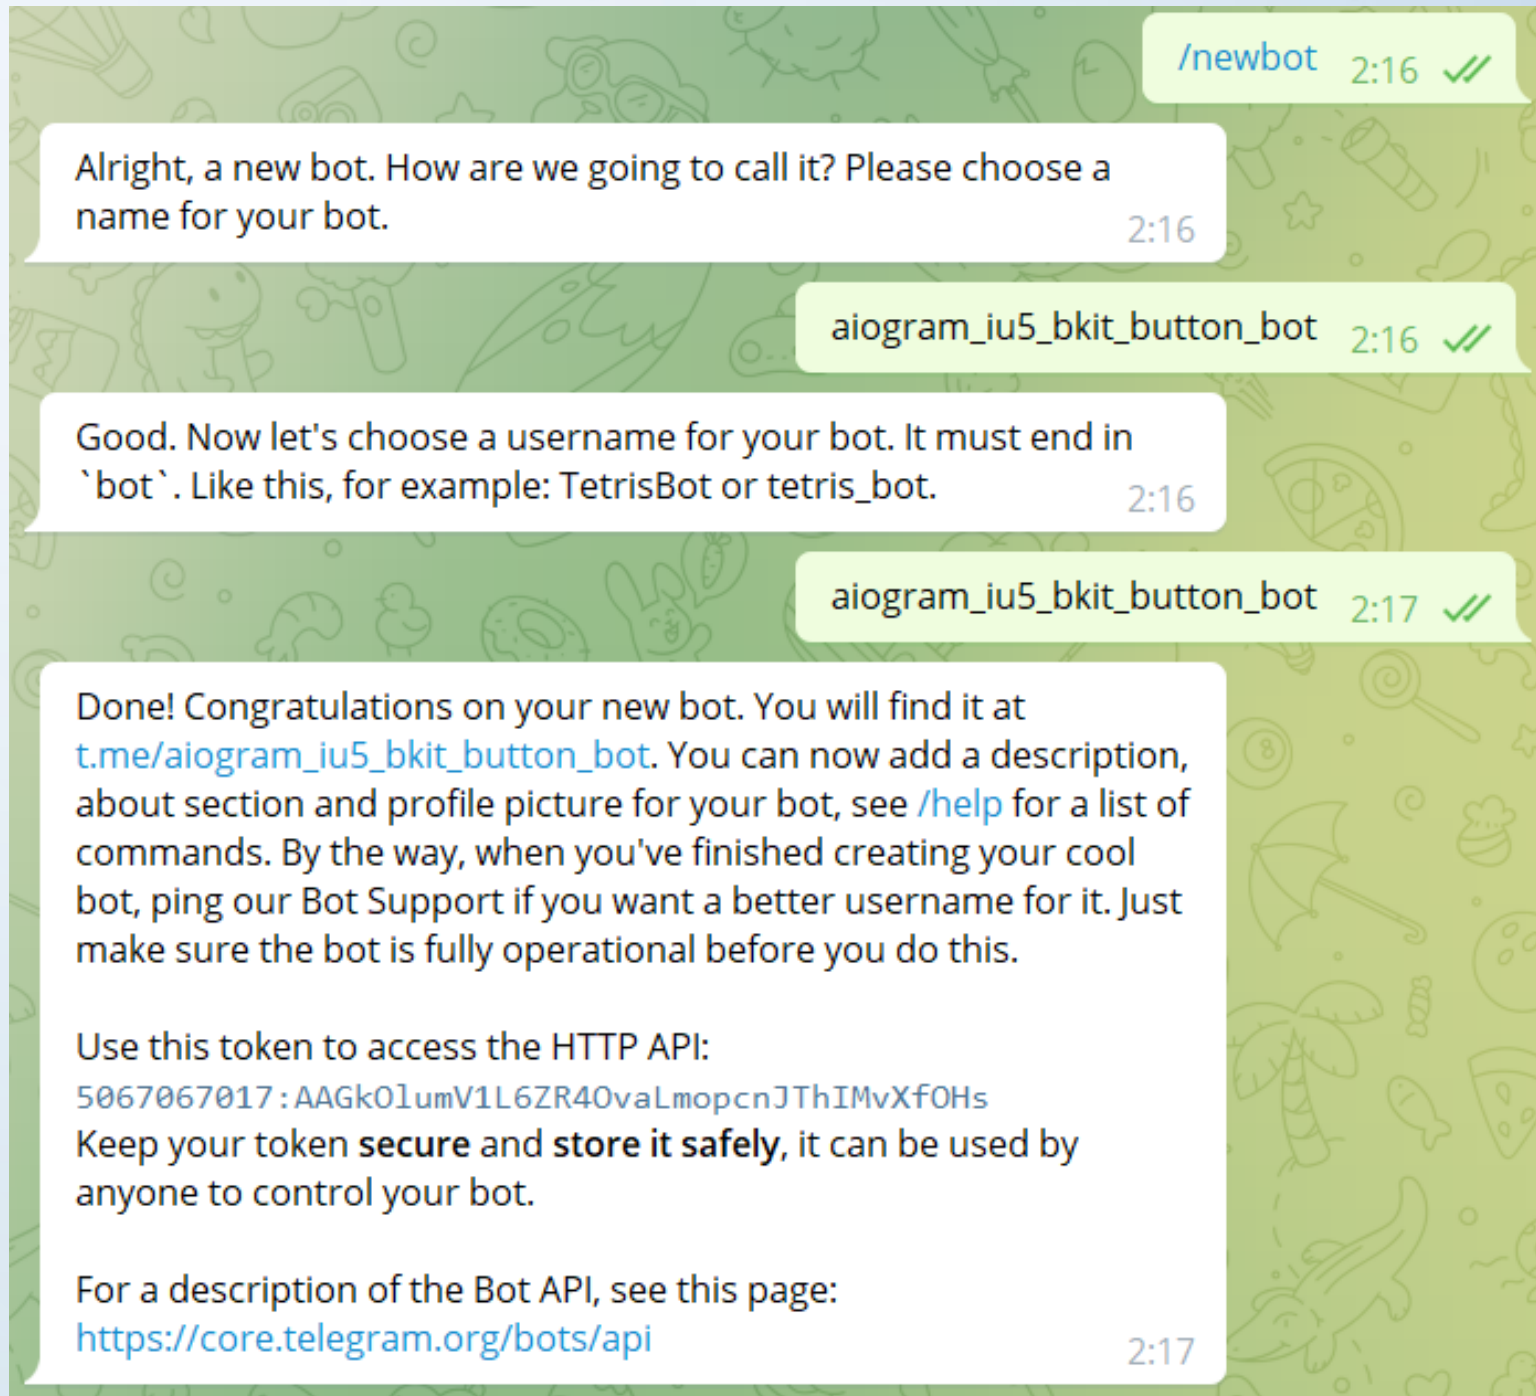 /newbot 2:16
Alright, a new bot. How are we going to call it? Please choose a
name for your bot.
2:16
aiogram_iu5_bkit_button_bot 2:16
Good. Now let's choose a username for your bot. It must end in
`bot`. Like this, for example: TetrisBot or tetris_bot.
2:16
aiogram_iu5_bkit_button_bot 2:17
Done! Congratulations on your new bot. You will find it at
t.me/aiogram_iu5_bkit_button_bot. You can now add a description,
about section and profile picture for your bot, see /help for a list of
commands. By the way, when you've finished creating your cool
bot, ping our Bot Support if you want a better username for it. Just
make sure the bot is fully operational before you do this.
Use this token to access the HTTP API:
5067067017:AAGkOlumV1L6ZR4OvaLmopcnJThIMvXfOHs
Keep your token secure and store it safely, it can be used by
anyone to control your bot.
For a description of the Bot API, see this page:
https://core.telegram.org/bots/api
2:17